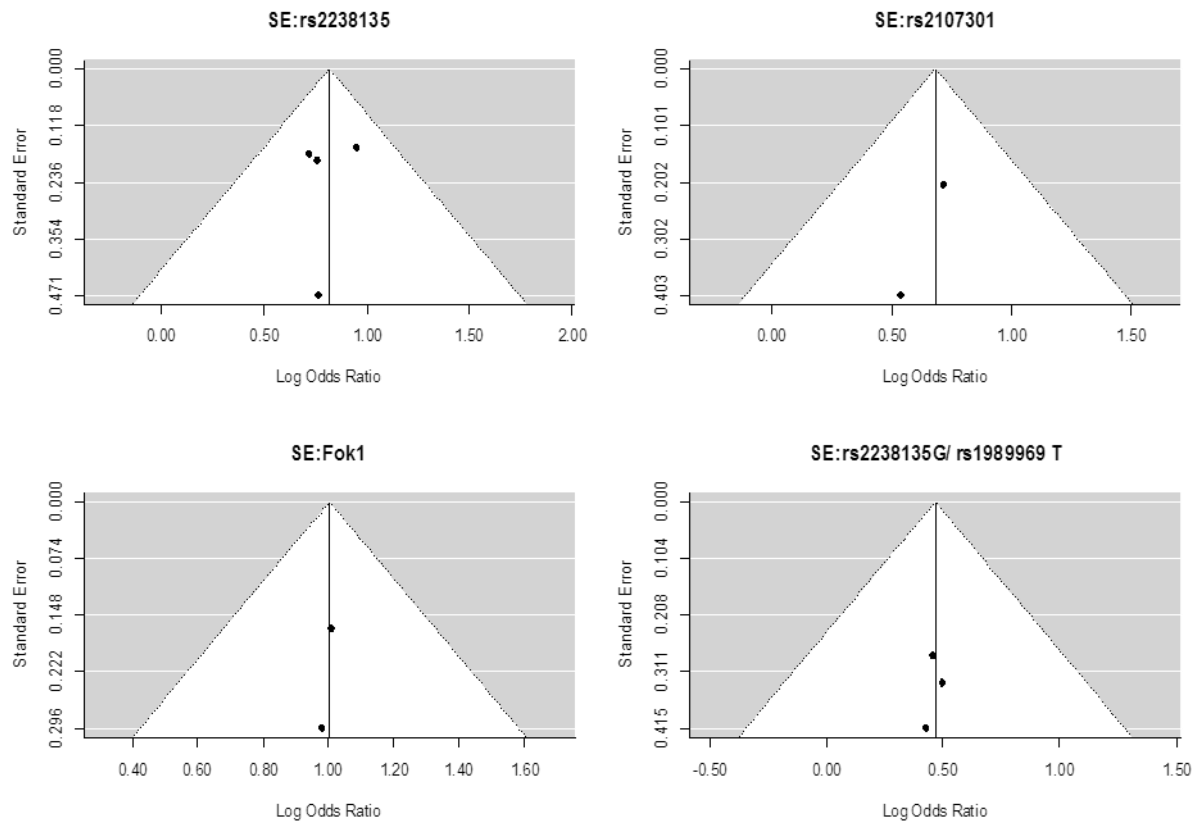 SE:rs2238135
0.000
0.118
0.236
0.354
0.471
Standard Error
0.00 0.50 1.00 1.50 2.00
Log Odds Ratio
SE:rs2107301
0.000
0.101
0.202
0.302
0.403
Standard Error
0.00 0.50 1.00 1.50
Log Odds Ratio
SE:Fok1
0.000
0.074
0.148
0.222
0.296
Standard Error
0.40 0.60 0.80 1.00 1.20 1.40 1.60
Log Odds Ratio
SE:rs2238135G/ rs1989969 T
0.000
0.104
0.208
0.311
0.415
Standard Error
-0.50 0.00 0.50 1.00 1.50
Log Odds Ratio